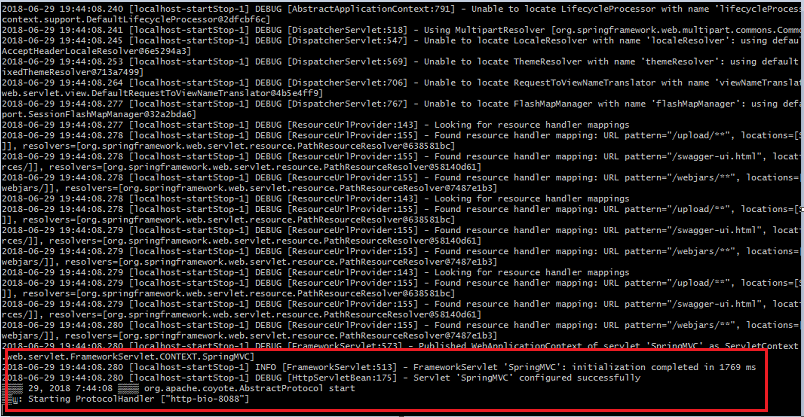 2018-06-29 19:44:08.240 [localhost-startStop-1] DEBUG [AbstractApplicationContext:791] - Unable to locate LifecycleProcessor with name 'lifecycleProcess
context.support.DefaultLifecycleProcessor@2dfcbf6c]
2018-06-29 19:44:08.241 [localhost-startStop-1] DEBUG [DispatcherServlet:518] - Using MultipartResolver [org.springframework.web.multipart.commons.Commo
2018-06-29 19:44:08.245 [localhost-startStop-1] DEBUG [DispatcherServlet:547] - Unable to locate LocaleResolver with name 'localeResolver': using defaul
AcceptHeaderLocaleResolver@6e5294a3]
2018-06-29 19:44:08.253 [localhost-startStop-1] DEBUG [DispatcherServlet:569] - Unable to locate ThemeResolver with name 'themeResolver': using default
ixedThemeResolver@713a7499]
2018-06-29 19:44:08.264 [localhost-startStop-1] DEBUG [DispatcherServlet:706] - Unable to locate RequestToViewNameTranslator with name 'viewNameTranslat
web.servlet.view.DefaultRequestToViewNameTranslator@4b5e4ff9]
2018-06-29 19:44:08.277 [localhost-startStop-1] DEBUG [DispatcherServlet:767] - Unable to locate FlashMapManager with name 'flashMapManager': using defa
port.SessionFlashMapManager@32a2bda6]
2018-06-29 19:44:08.277 [localhost-startStop-1] DEBUG [ResourceUrlProvider:143] - Looking for resource handler mappings
2018-06-29 19:44:08.278 [localhost-startStop-1] DEBUG [ResourceUrlProvider:155] - Found resource handler mapping: URL pattern="/upload/**", locations=[S
]], resolvers=[org.springframework.web.servlet.resource.PathResourceResolver@638581bc]
2018-06-29 19:44:08.278 [localhost-startStop-1] DEBUG [ResourceUrlProvider:155] - Found resource handler mapping: URL pattern="/swagger-ui.html", locati
rces/]], resolvers=[org.springframework.web.servlet.resource.PathResourceResolver@58140d61]
2018-06-29 19:44:08.278 [localhost-startStop-1] DEBUG [ResourceUrlProvider:155] - Found resource handler mapping: URL pattern="/webjars/**", locations=[
webjars/]], resolvers=[org.springframework.web.servlet.resource.PathResourceResolver@7487e1b3]
2018-06-29 19:44:08.278 [localhost-startStop-1] DEBUG [ResourceUrlProvider:143] - Looking for resource handler mappings
2018-06-29 19:44:08.278 [localhost-startStop-1] DEBUG [ResourceUrlProvider:155] - Found resource handler mapping: URL pattern="/upload/**", locations=[S
]], resolvers=[org.springframework.web.servlet.resource.PathResourceResolver@638581bc]
2018-06-29 19:44:08.279 [localhost-startStop-1] DEBUG [ResourceUrlProvider:155] - Found resource handler mapping: URL pattern="/swagger-ui.html", locati
rces/]], resolvers=[org.springframework.web.servlet.resource.PathResourceResolver@58140d61]
2018-06-29 19:44:08.279 [localhost-startStop-1] DEBUG [ResourceUrlProvider:155] - Found resource handler mapping: URL pattern="/webjars/**", locations=[
webjars/]], resolvers=[org.springframework.web.servlet.resource.PathResourceResolver@7487e1b3]
2018-06-29 19:44:08.279 [localhost-startStop-1] DEBUG [ResourceUrlProvider:143] - Looking for resource handler mappings
2018-06-29 19:44:08.279 [localhost-startStop-1] DEBUG [ResourceUrlProvider:155] - Found resource handler mapping: URL pattern="/upload/**", locations=[S
]], resolvers=[org.springframework.web.servlet.resource.PathResourceResolver@638581bc]
2018-06-29 19:44:08.279 [localhost-startStop-1] DEBUG [ResourceUrlProvider:155] - Found resource handler mapping: URL pattern="/swagger-ui.html", locati
rces/]], resolvers=[org.springframework.web.servlet.resource.PathResourceResolver@58140d61]
2018-06-29 19:44:08.280 [localhost-startStop-1] DEBUG [ResourceUrlProvider:155] - Found resource handler mapping: URL pattern="/webjars/**", locations=[
webjars/]], resolvers=[org.springframework.web.servlet.resource.PathResourceResolver@7487e1b3]
2018-06-29 19:44:08.280 [localhost-startStop-1] DEBUG [FrameworkServlet:573] - Published WebApplicationContext of servlet 'SpringMVC' as ServletContext
.web.servlet.FrameworkServlet.CONTEXT.SpringMVC]
2018-06-29 19:44:08.280 [localhost-startStop-1] INFO [FrameworkServlet:513] - FrameworkServlet 'SpringMVC': initialization completed in 1769 ms
2018-06-29 19:44:08.280 [localhost-startStop-1] DEBUG [HttpServletBean:175] - Servlet 'SpringMVC' configured successfully
29, 2018 7:44:08 org.apache.coyote.AbstractProtocol start
: Starting ProtocolHandler ["http-bio-8088"]